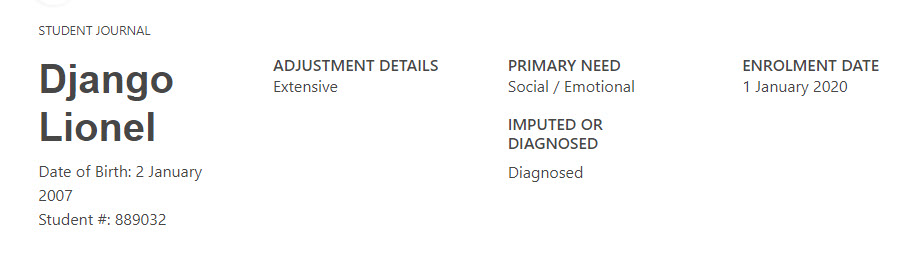 STUDENT JOURNAL
Django
Lionel
Date of Birth: 2 January
2007
Student #: 889032
ADJUSTMENT DETAILS
Extensive
PRIMARY NEED
Social / Emotional
IMPUTED OR
DIAGNOSED
Diagnosed
ENROLMENT DATE
1 January 2020